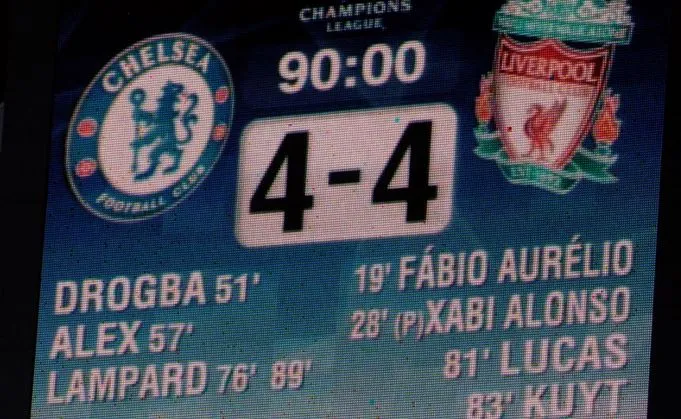 CHAMPIONS
LEAGUE
90:00
CHELSEA
FOOTBALL CLUB
LIVERPOOL
4-4
DROGBA 51'
ALEX 57'
LAMPARD 76' 89'
19' FÁBIO AURÉLIO
28' (P)XABI ALONSO
81' LUCAS
83' KUYT